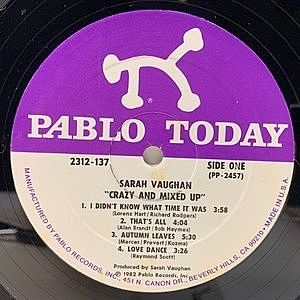 PABLO TODAY
2312-137
SIDE ONE
(PP-2457)
SARAH VAUGHAN
"CRAZY AND MIXED UP"
1. I DIDN'T KNOW WHAT TIME IT WAS 3:58
(Lorenz Hart/Richard Rodgers)
2. THAT'S ALL 4:04
(Alan Brandt/Bob Haymes)
3. AUTUMN LEAVES 5:30
(Mercer/Prevert/Kozma)
4. LOVE DANCE 3:26
(Raymond Scott)
Produced by Sarah Vaughan
© 1982 Pablo Records, Inc.
MANUFACTURED BY PABLO RECORDS, INC., 451 N. CANON DR., BEVERLY HILLS, CA 90210 • MADE IN USA